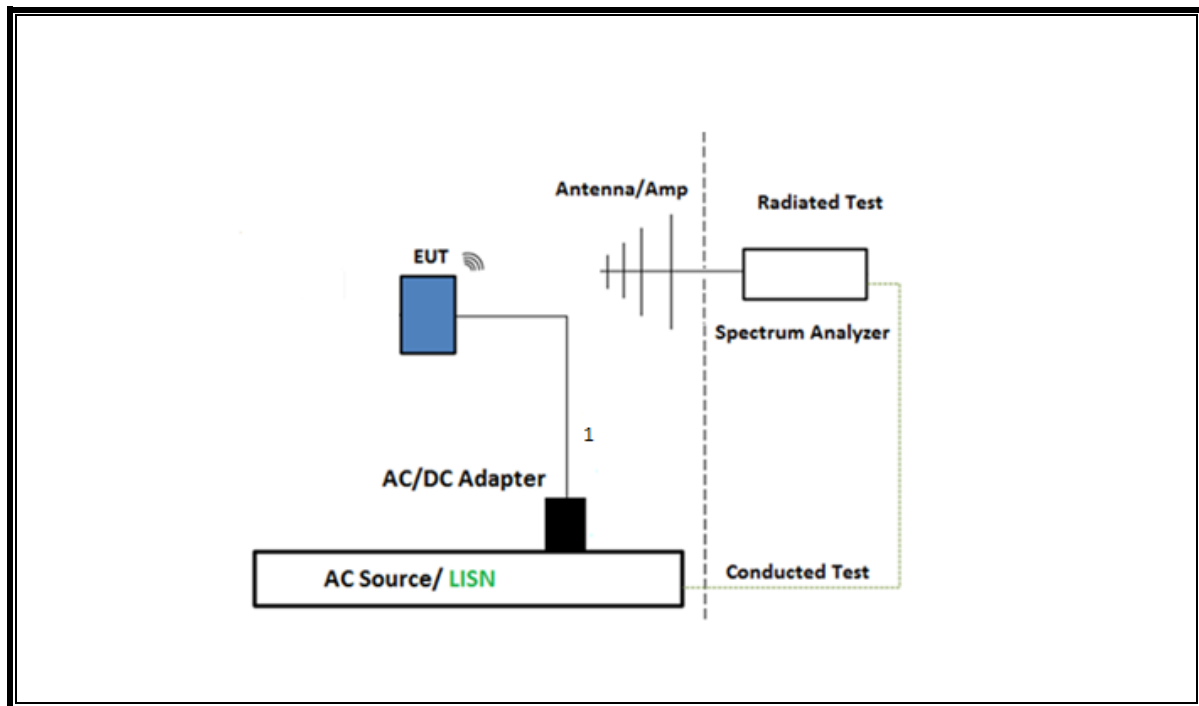 Antenna/Amp
Radiated Test
EUT
Spectrum Analyzer
1
AC/DC Adapter
AC Source/ LISN
Conducted Test